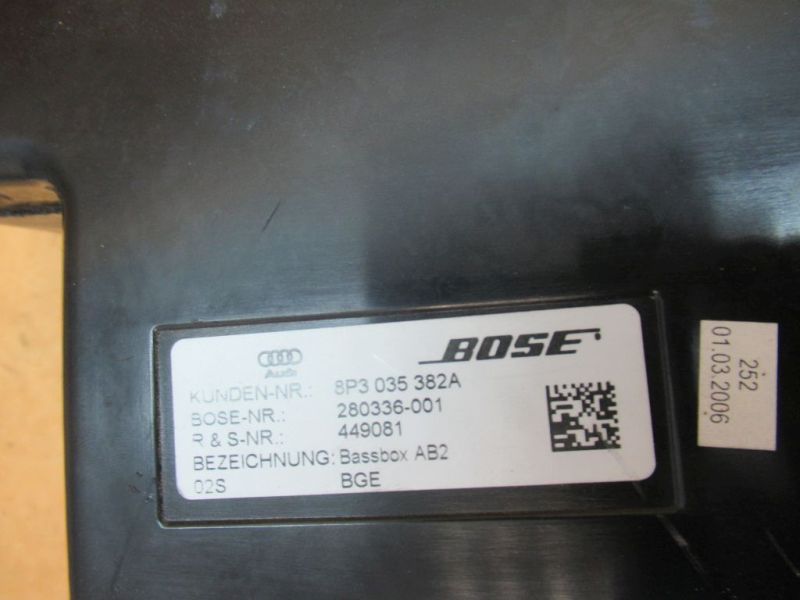 Audi
BOSE
KUNDEN-NR.: 8P3 035 382A
BOSE-NR.: 280336-001
R & S-NR.: 449081
BEZEICHNUNG: Bassbox AB2
02S BGE
252
01.03.2006